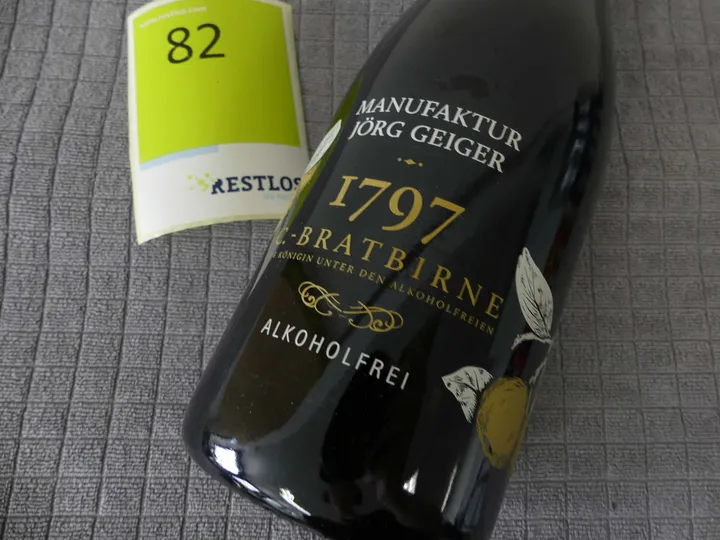 82
RESTLOS
MANUFAKTUR
JÖRG GEIGER
1797
C.-BRATBIRNE
KÖNIGIN UNTER DEN ALKOHOLFREIEN
ALKOHOLFREI